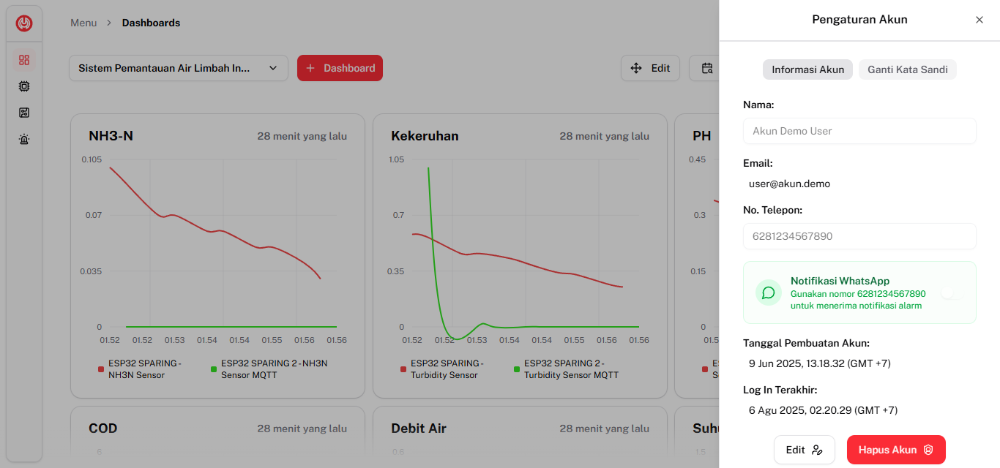 Menu > Dashboards
Sistem Pemantauan Air Limbah In...
+ Dashboard
Edit
NH3-N
28 menit yang lalu
0.105
0.07
0.035
0
01.52 01.52 01.53 01.54 01.54 01.55 01.56 01.56
ESP32 SPARING - NH3N Sensor
ESP32 SPARING 2 - NH3N Sensor MQTT
Kekeruhan
28 menit yang lalu
1.05
0.7
0.35
0
01.52 01.52 01.53 01.54 01.54 01.55 01.56 01.56
ESP32 SPARING - Turbidity Sensor
ESP32 SPARING 2 - Turbidity Sensor MQTT
PH
0.45
0.3
0.15
0
COD
28 menit yang lalu
6
Debit Air
28 menit yang lalu
0.6
1.5
Pengaturan Akun
Informasi Akun
Ganti Kata Sandi
Nama:
Akun Demo User
Email:
user@akun.demo
No. Telepon:
6281234567890
Notifikasi WhatsApp
Gunakan nomor 6281234567890
untuk menerima notifikasi alarm
Tanggal Pembuatan Akun:
9 Jun 2025, 13.18.32 (GMT +7)
Log In Terakhir:
6 Agu 2025, 02.20.29 (GMT +7)
Edit
Hapus Akun